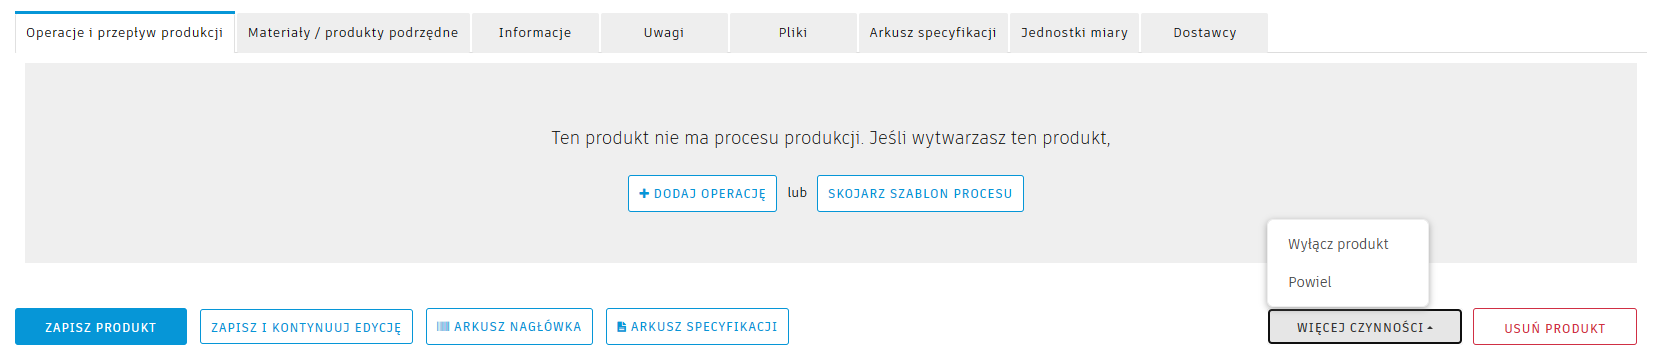 Operacje i przepływ produkcji
Materiały / produkty podrzędne
Informacje
Uwagi
Pliki
Arkusz specyfikacji
Jednostki miary
Dostawcy
Ten produkt nie ma procesu produkcji. Jeśli wytwarzasz ten produkt,
DODAJ OPERACJĘ lub SKOJARZ SZABLON PROCESU
Wyłącz produkt
Powiel
ZAPISZ PRODUKT
ZAPISZ I KONTYNUUJ EDYCJĘ
ARKUSZ NAGŁÓWKA
ARKUSZ SPECYFIKACJI
WIĘCEJ CZYNNOŚCI
USUŃ PRODUKT